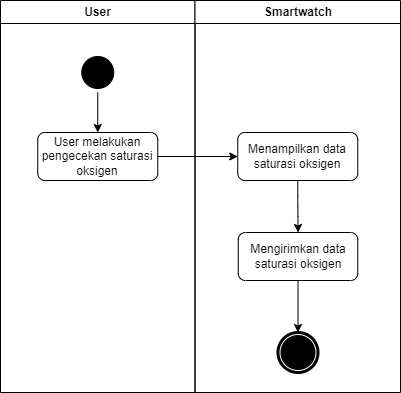 User
Smartwatch
User melakukan
pengecekan saturasi
oksigen
Menampilkan data
saturasi oksigen
Mengirimkan data
saturasi oksigen